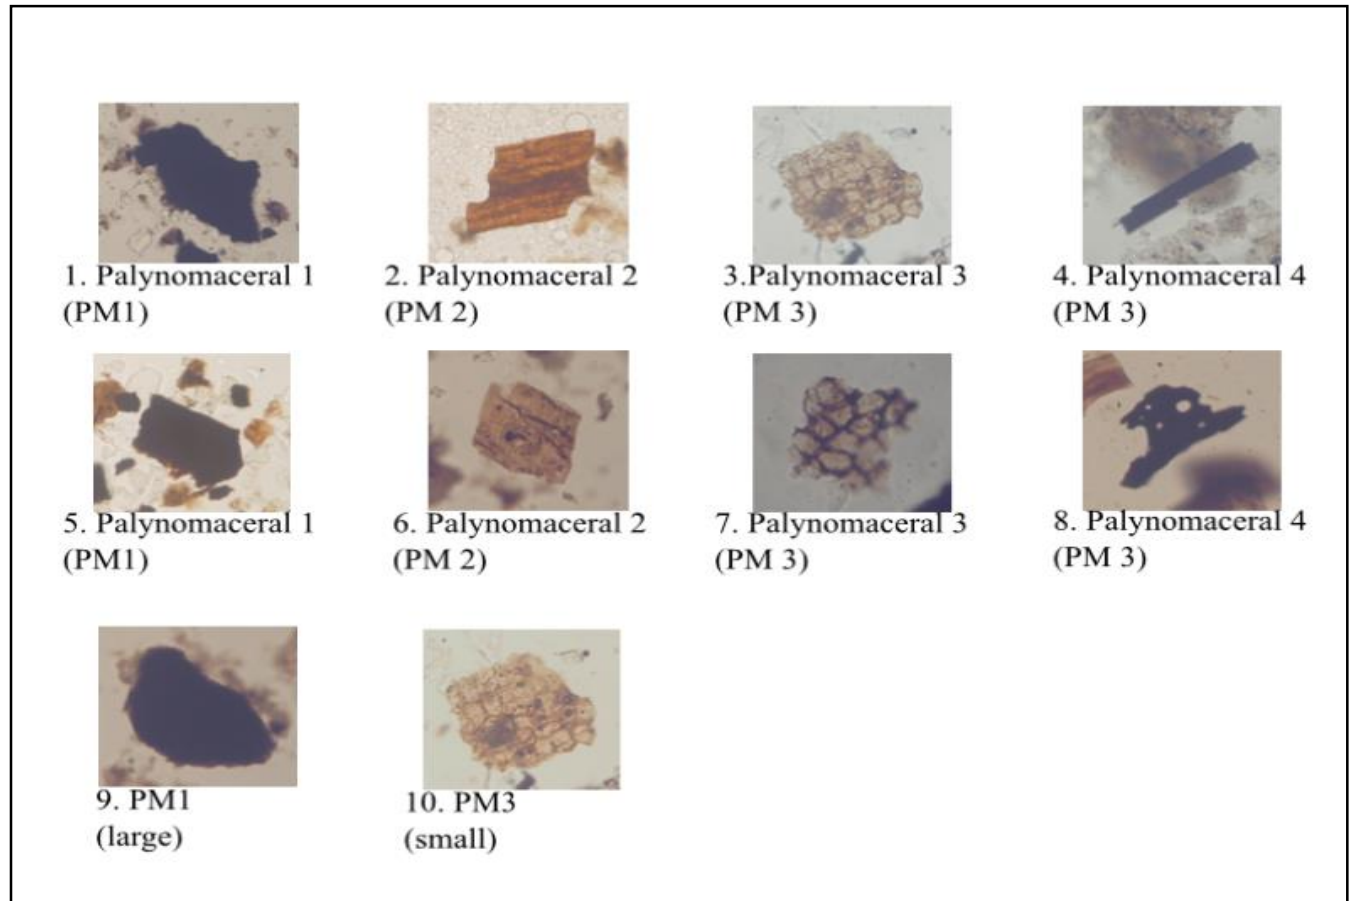 1. Palynomaceral 1
(PM1)
2. Palynomaceral 2
(PM 2)
3.Palynomaceral 3
(PM 3)
4. Palynomaceral 4
(PM 3)
5. Palynomaceral 1
(PM1)
6. Palynomaceral 2
(PM 2)
7. Palynomaceral 3
(PM 3)
8. Palynomaceral 4
(PM 3)
9. PM1
(large)
10. PM3
(small)